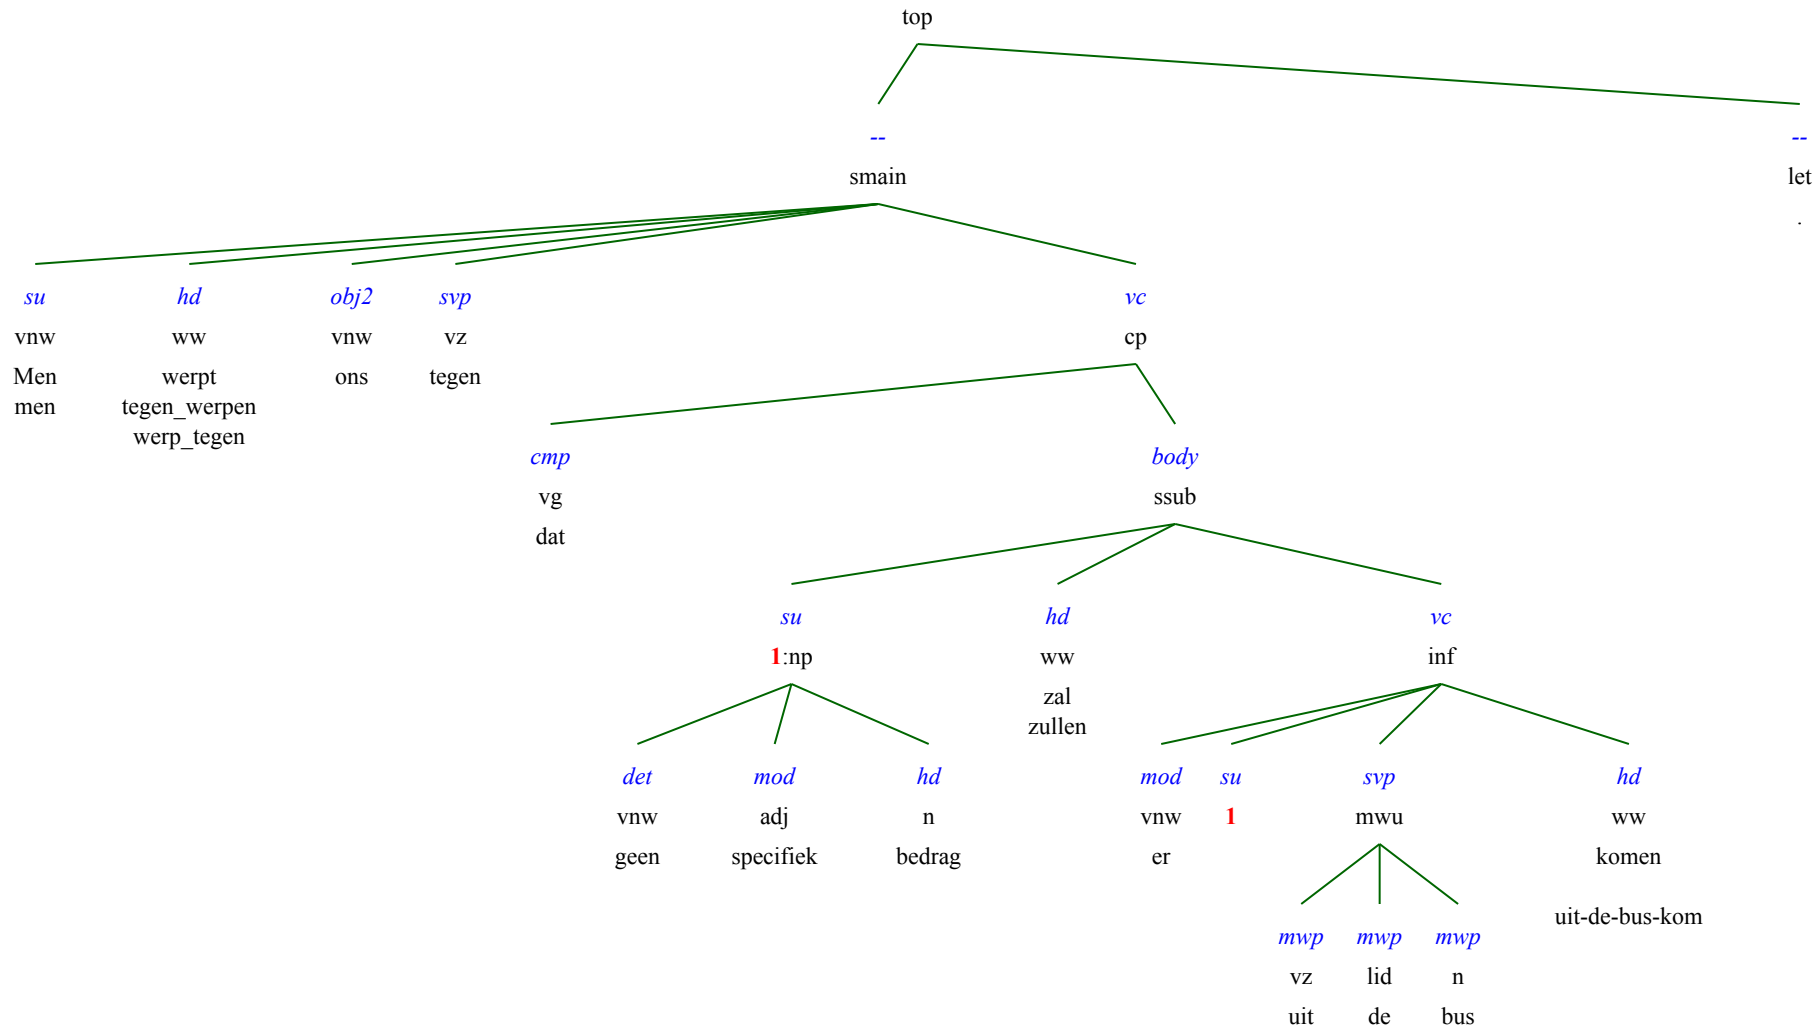 top
-- --
smain let
.
su hd obj2 svp vc
vnw ww vnw vz cp
Men werpt ons tegen
men tegen_werpen
werp_tegen
cmp body
vg ssub
dat
su hd vc
1:np ww inf
zal
zullen
det mod hd mod su svp hd
vnw adj n vnw 1 mwu ww
geen specifiek bedrag er komen
uit-de-bus-kom
mwp mwp mwp
vz lid n
uit de bus